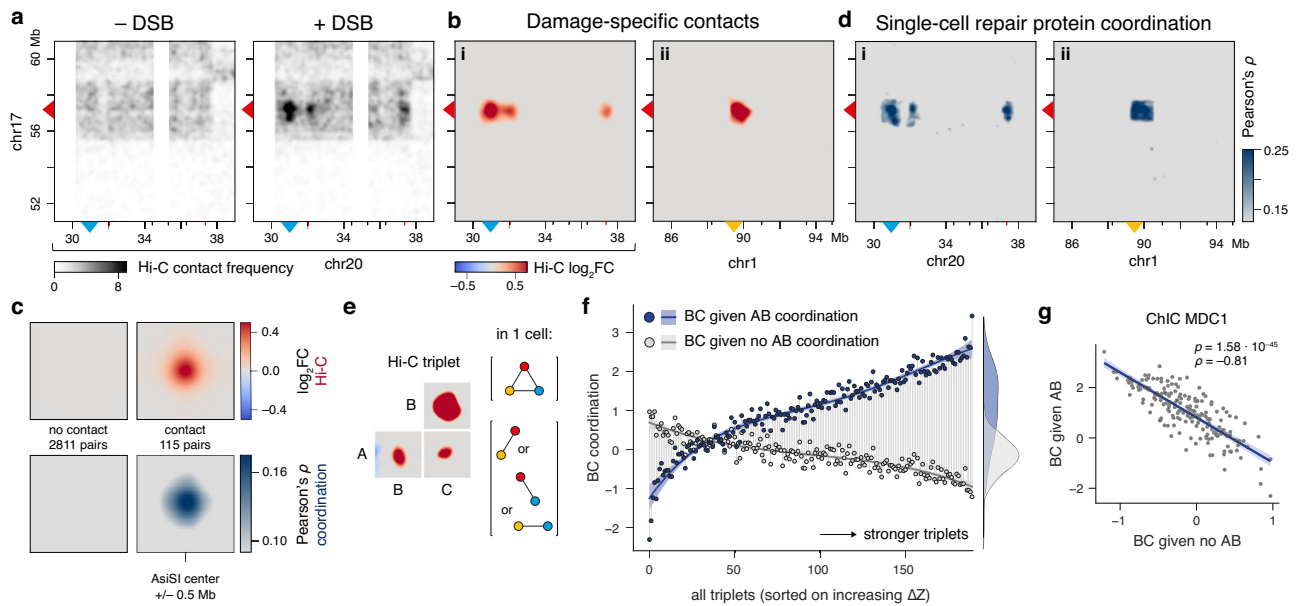 a
– DSB
+ DSB
60 Mb
chr17
56
52
30
34
38
30
34
38
chr20
Hi-C contact frequency
0
8
b
Damage-specific contacts
i
ii
30
34
38
86
90
94
Mb
chr1
Hi-C log2FC
−0.5
0.5
d
Single-cell repair protein coordination
i
ii
30
34
38
chr20
86
90
94
Mb
chr1
Pearson's ρ
0.25
0.15
c
0.4
0.0
−0.4
log2FC
Hi-C
no contact
2811 pairs
contact
115 pairs
0.16
0.10
Pearson's ρ
coordination
AsiSI center
+/− 0.5 Mb
e
Hi-C triplet
B
A
B
C
in 1 cell:
or
or
f
BC given AB coordination
BC given no AB coordination
BC coordination
3
2
1
0
−1
−2
stronger triplets
0
50
100
150
all triplets (sorted on increasing ΔZ)
g
ChIC MDC1
p = 1.58 · 10⁻⁴⁵
ρ = −0.81
BC given AB
2
0
−2
−1
0
1
BC given no AB